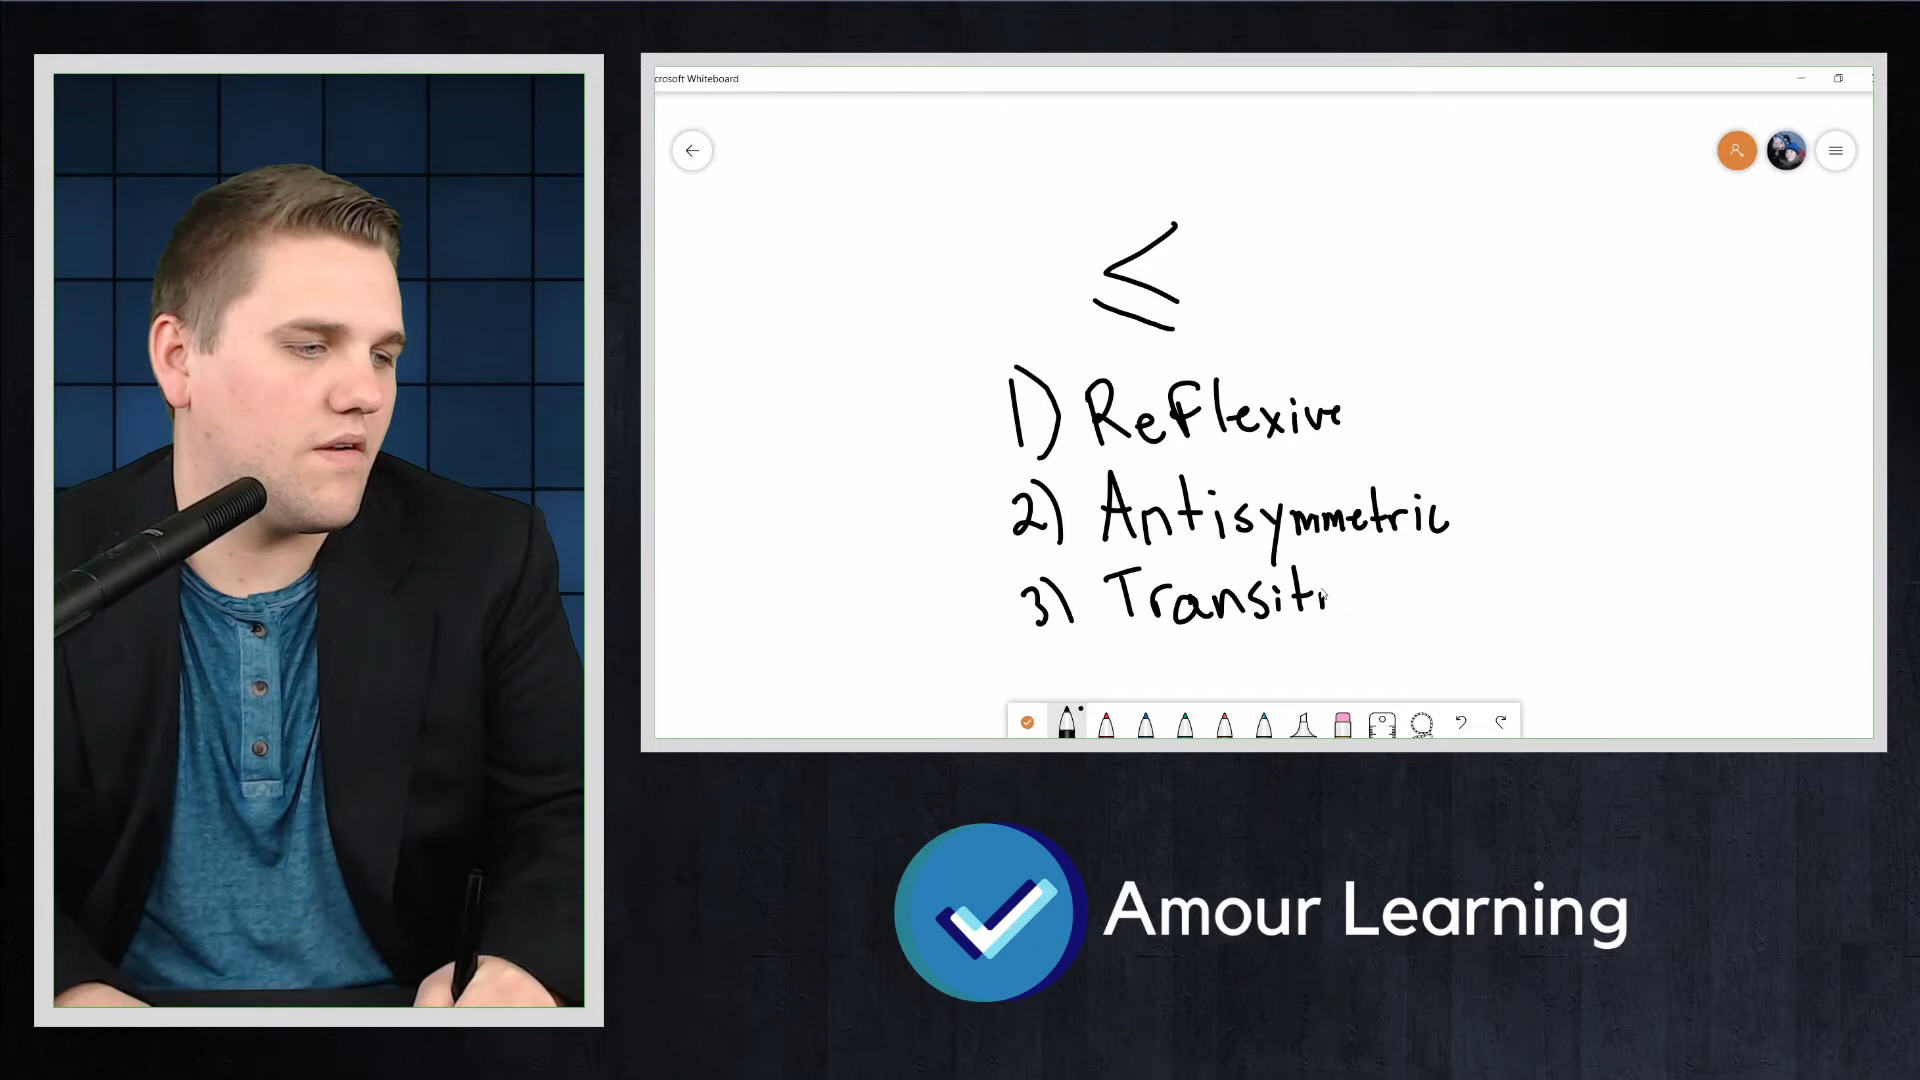 crosoft Whiteboard
≤
1) Reflexive
2) Antisymmetric
3) Transiti
Amour Learning